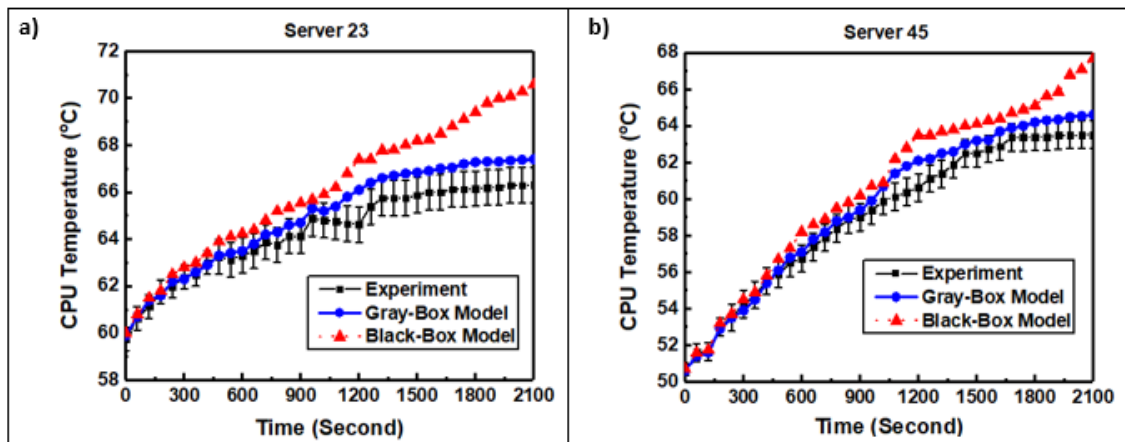 a)
Server 23
CPU Temperature (°C)
72
70
68
66
64
62
60
58
Experiment
Gray-Box Model
Black-Box Model
0 300 600 900 1200 1500 1800 2100
Time (Second)
b)
Server 45
CPU Temperature (°C)
68
66
64
62
60
58
56
54
52
50
Experiment
Gray-Box Model
Black-Box Model
0 300 600 900 1200 1500 1800 2100
Time (Second)